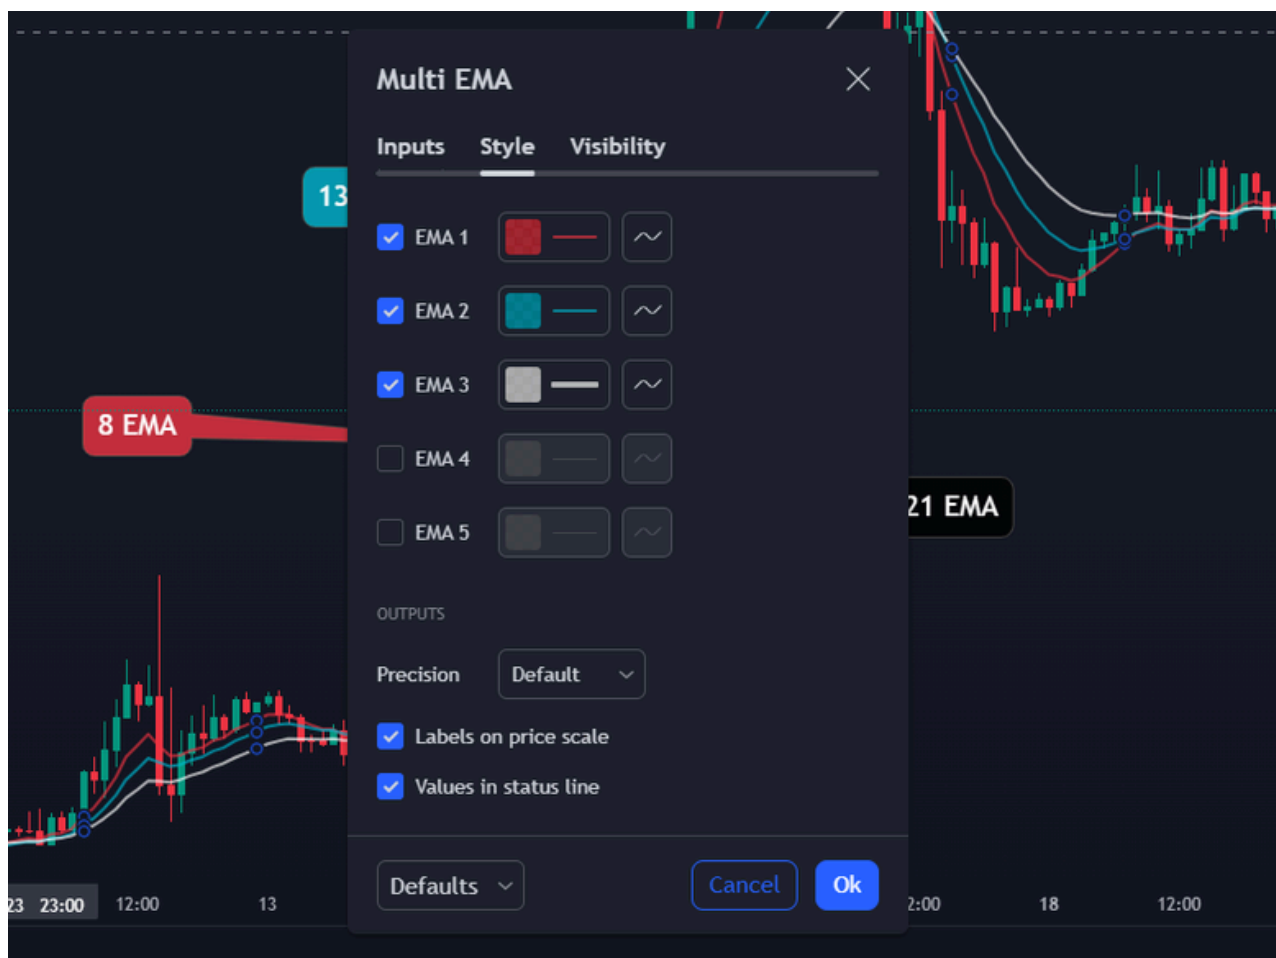 Multi EMA
Inputs Style Visibility
13
EMA 1
EMA 2
EMA 3
8 EMA
EMA 4
21 EMA
EMA 5
OUTPUTS
Precision Default
Labels on price scale
Values in status line
Defaults Cancel Ok
23 23:00 12:00 13 2:00 18 12:00